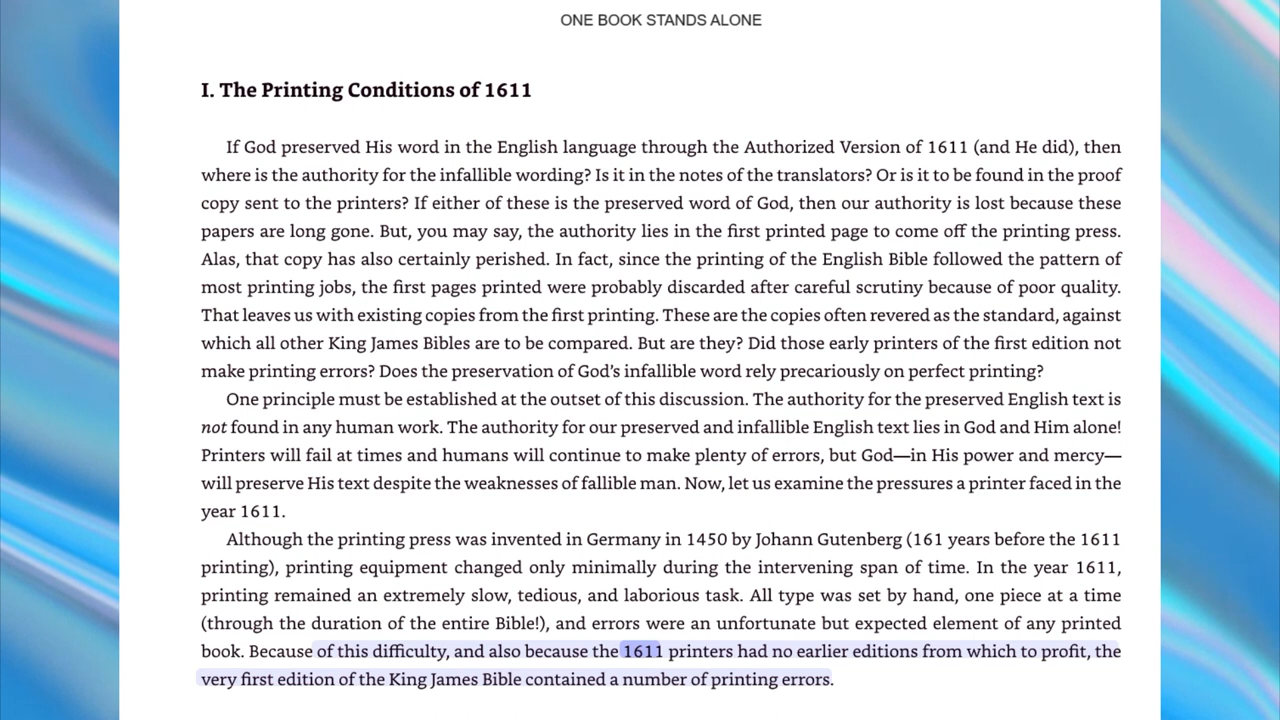 ONE BOOK STANDS ALONE
I. The Printing Conditions of 1611
If God preserved His word in the English language through the Authorized Version of 1611 (and He did), then
where is the authority for the infallible wording? Is it in the notes of the translators? Or is it to be found in the proof
copy sent to the printers? If either of these is the preserved word of God, then our authority is lost because these
papers are long gone. But, you may say, the authority lies in the first printed page to come off the printing press.
Alas, that copy has also certainly perished. In fact, since the printing of the English Bible followed the pattern of
most printing jobs, the first pages printed were probably discarded after careful scrutiny because of poor quality.
That leaves us with existing copies from the first printing. These are the copies often revered as the standard, against
which all other King James Bibles are to be compared. But are they? Did those early printers of the first edition not
make printing errors? Does the preservation of God’s infallible word rely precariously on perfect printing?
One principle must be established at the outset of this discussion. The authority for the preserved English text is
not found in any human work. The authority for our preserved and infallible English text lies in God and Him alone!
Printers will fail at times and humans will continue to make plenty of errors, but God—in His power and mercy—
will preserve His text despite the weaknesses of fallible man. Now, let us examine the pressures a printer faced in the
year 1611.
Although the printing press was invented in Germany in 1450 by Johann Gutenberg (161 years before the 1611
printing), printing equipment changed only minimally during the intervening span of time. In the year 1611,
printing remained an extremely slow, tedious, and laborious task. All type was set by hand, one piece at a time
(through the duration of the entire Bible!), and errors were an unfortunate but expected element of any printed
book. Because of this difficulty, and also because the 1611 printers had no earlier editions from which to profit, the
very first edition of the King James Bible contained a number of printing errors.